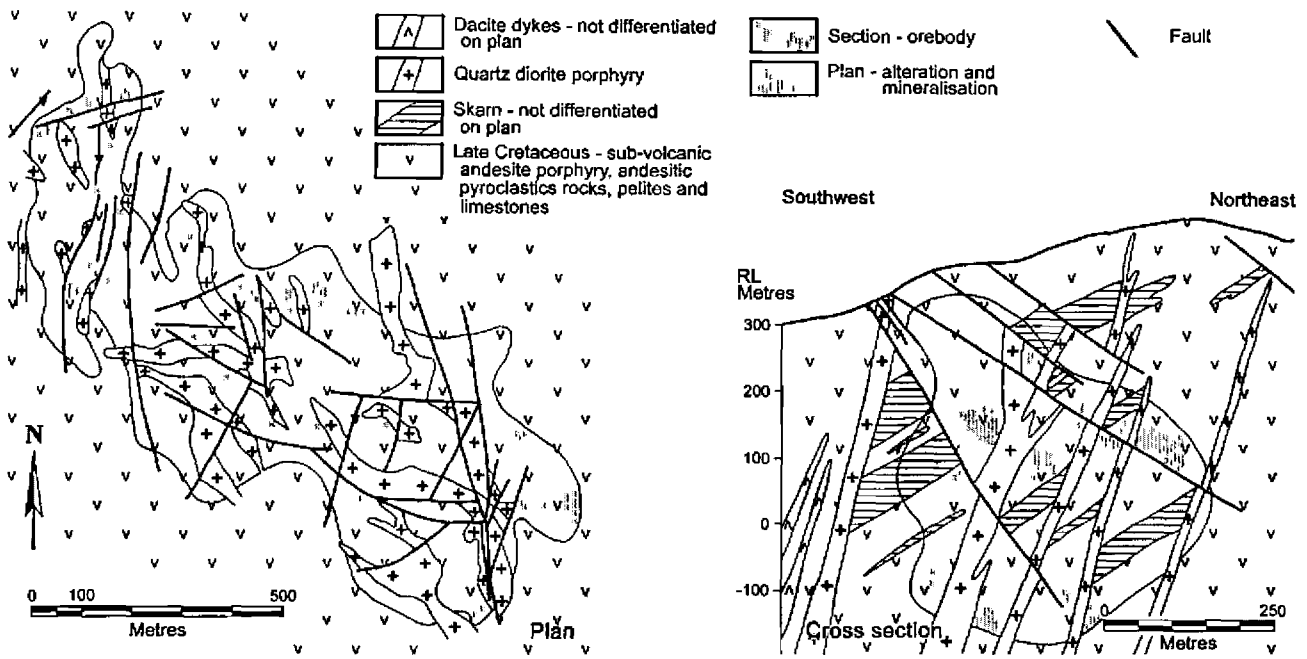 Dacite dykes - not differentiated
on plan
Quartz diorite porphyry
Skarn - not differentiated
on plan
Late Cretaceous - sub-volcanic
andesite porphyry, andesitic
pyroclastics rocks, pelites and
limestones
Section - orebody
Plan - alteration and
mineralisation
Fault
N
0 100 500
Metres
Plan
Southwest Northeast
RL
Metres
300
200
100
0
-100
Cross section
0 250
Metres